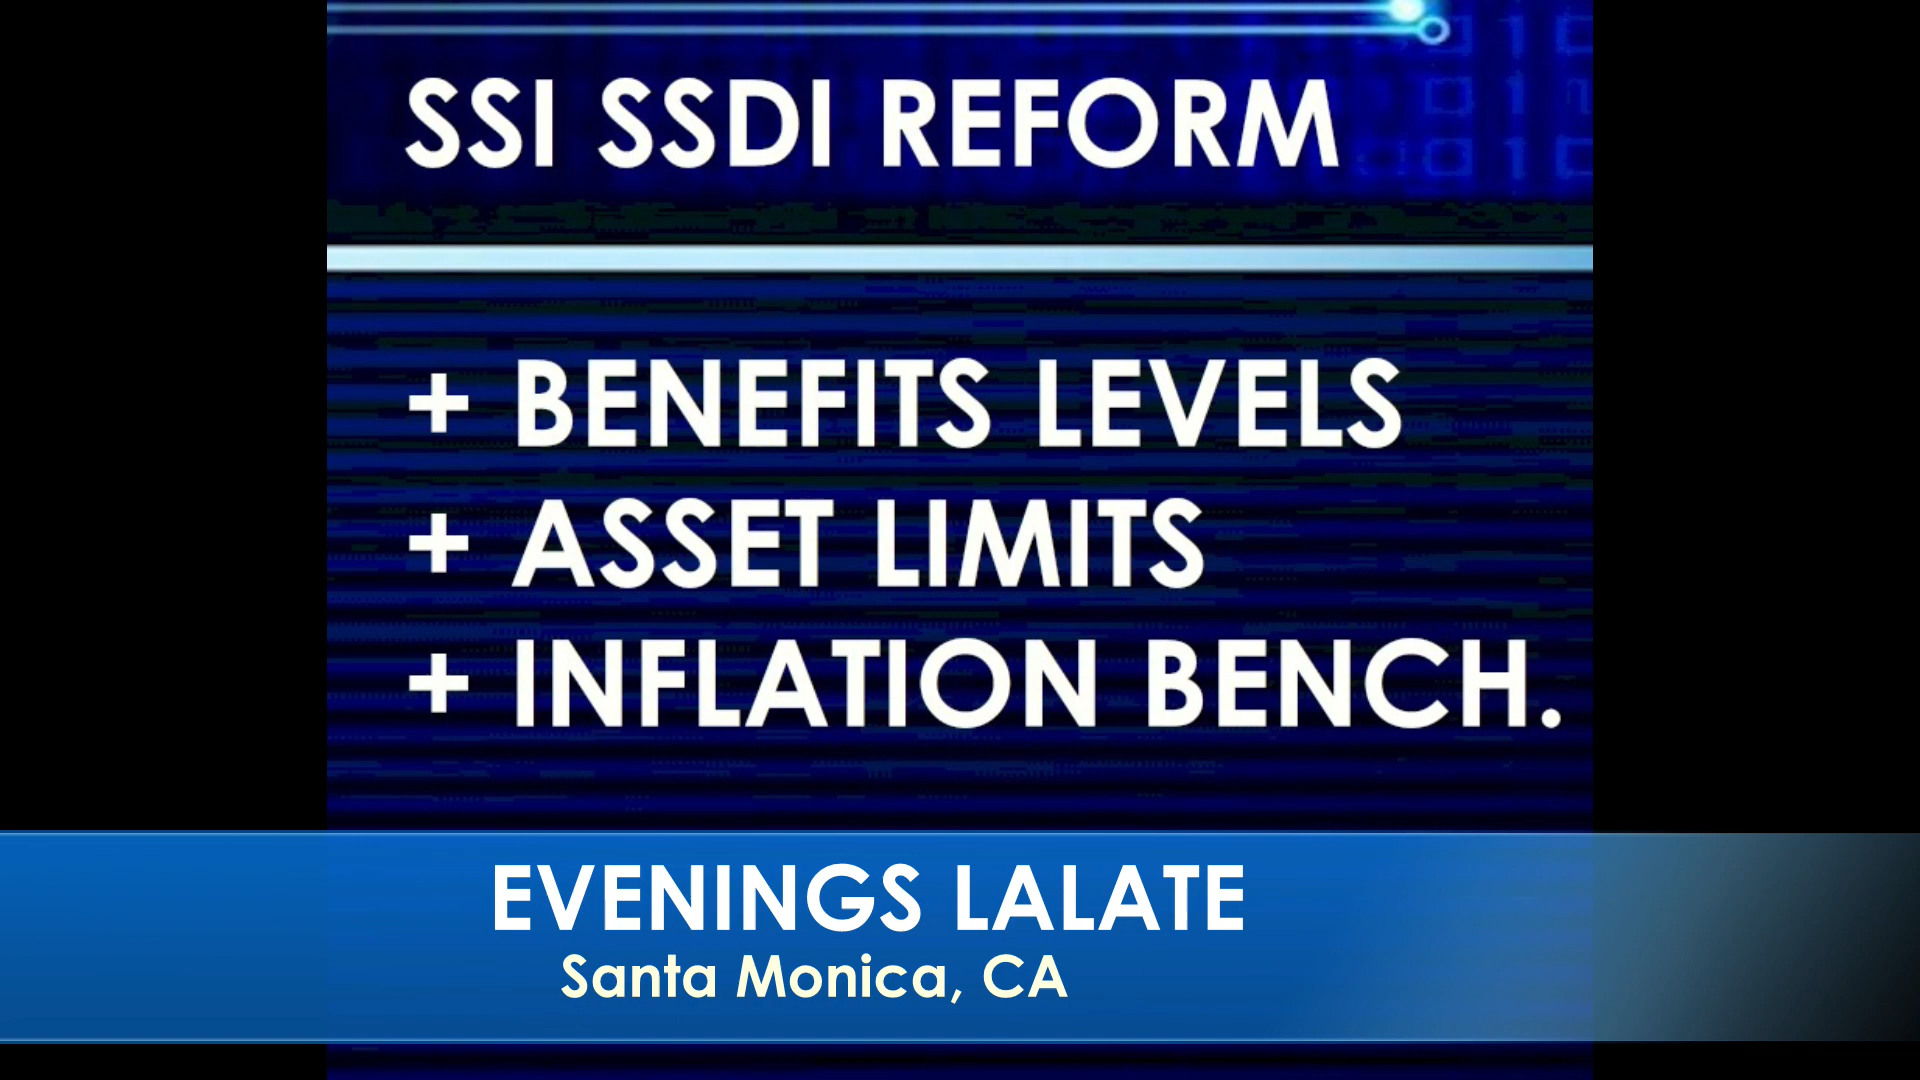 SSI SSDI REFORM
+ BENEFITS LEVELS
+ ASSET LIMITS
+ INFLATION BENCH.
EVENINGS LALATE
Santa Monica, CA